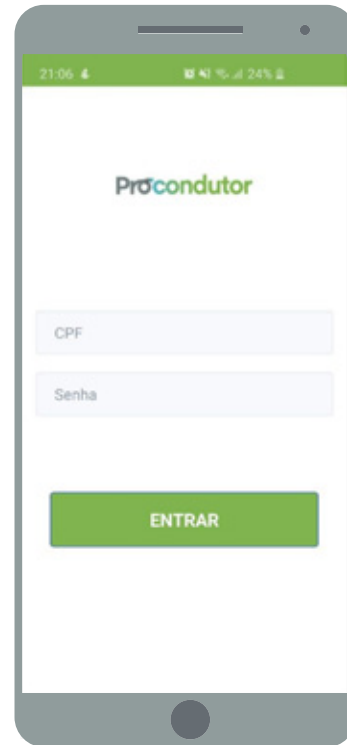 21:06 24%
Procondutor
CPF
Senha
ENTRAR